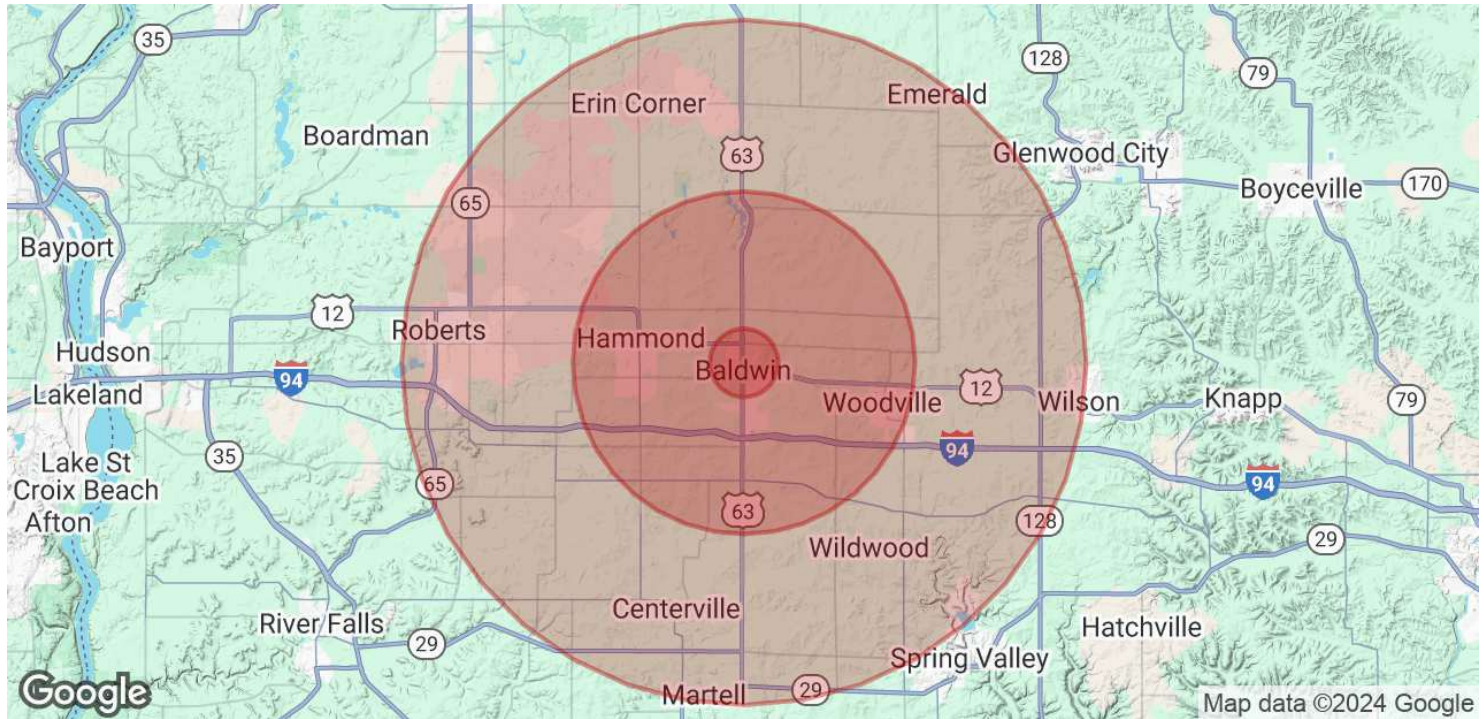 35
128
79
Erin Corner
Emerald
Boardman
63
Glenwood City
Boyceville
170
65
Bayport
12
Roberts
Hammond
Hudson
Baldwin
94
Lakeland
12
Woodville
Wilson
Knapp
79
35
94
Lake St
Croix Beach
65
94
Afton
63
128
29
Wildwood
Centerville
River Falls
29
Hatchville
Spring Valley
Martell
29
Google
Map data ©2024 Google